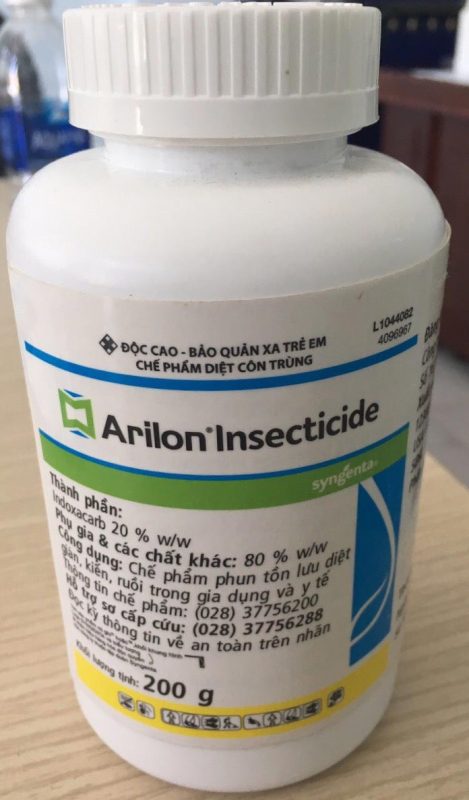 L1044082
4096967
ĐỘC CAO - BẢO QUẢN XA TRẺ EM
CHẾ PHẨM DIỆT CÔN TRÙNG
Arilon® Insecticide
syngenta®
Thành phần:
Indoxacarb 20 % w/w
Phụ gia & các chất khác: 80 % w/w
Công dụng: Chế phẩm phun tồn lưu diệt
gián, kiến, ruồi trong gia dụng và y tế
Thông tin chế phẩm: (028) 37756200
Hỗ trợ sơ cấp cứu: (028) 37756288
Đọc kỹ thông tin về an toàn trên nhãn
Khối lượng tịnh: 200 g